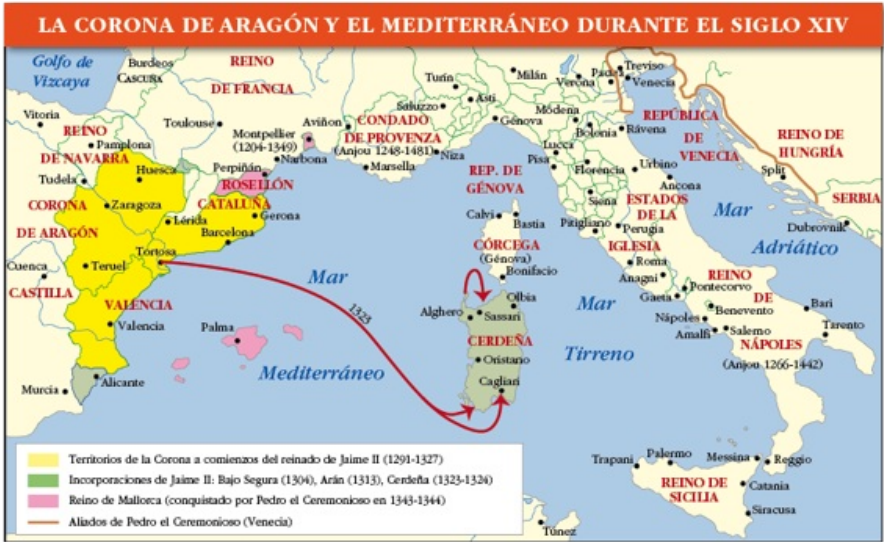 LA CORONA DE ARAGÓN Y EL MEDITERRÁNEO DURANTE EL SIGLO XIV
Golfo de
Vizcaya
Burdeos
GASCUÑA
REINO
DE FRANCIA
Vitoria
REINO
DE NAVARRA
Pamplona
Toulouse
Montpellier
(1204-1349)
Aviñon
CONDADO
DE PROVENZA
(Anjou 1248-1481)
Niza
Marsella
Narbona
Perpiñán
ROSELLÓN
Tudela
Huesca
CORONA
DE ARAGÓN
Zaragoza
CATALUÑA
Gerona
Lérida
Barcelona
Tortosa
Cuenca
Teruel
CASTILLA
VALENCIA
Valencia
Palma
Alicante
Murcia
Mar
Mediterráneo
1323
Turín
Saluzzo
Asti
Milán
Génova
Verona
Padua
Treviso
Venecia
Módena
Bolonia
Rávena
REPÚBLICA
DE
VENECIA
REINO DE
HUNGRÍA
Lucca
Pisa
Florencia
Urbino
Ancona
Split
SERBIA
Dubrovnik
REP. DE
GÉNOVA
Siena
Pitigliano
Perugia
ESTADOS
DE LA
IGLESIA
Mar
Adriático
Calvi
Bastia
CÓRCEGA
(Génova)
Bonifacio
Roma
Anagni
Gaeta
Pontecorvo
REINO
DE
NÁPOLES
(Anjou 1266-1442)
Benevento
Nápoles
Amalfi
Salerno
Bari
Tarento
Alghero
Olbia
Sassari
CERDEÑA
Oristano
Cagliari
Mar
Tirreno
Trapani
Palermo
Messina
Reggio
REINO DE
SICILIA
Catania
Siracusa
Túnez
Territorios de la Corona a comienzos del reinado de Jaime II (1291-1327)
Incorporaciones de Jaime II: Bajo Segura (1304), Arán (1313), Cerdeña (1323-1324)
Reino de Mallorca (conquistado por Pedro el Ceremonioso en 1343-1344)
Aliados de Pedro el Ceremonioso (Venecia)